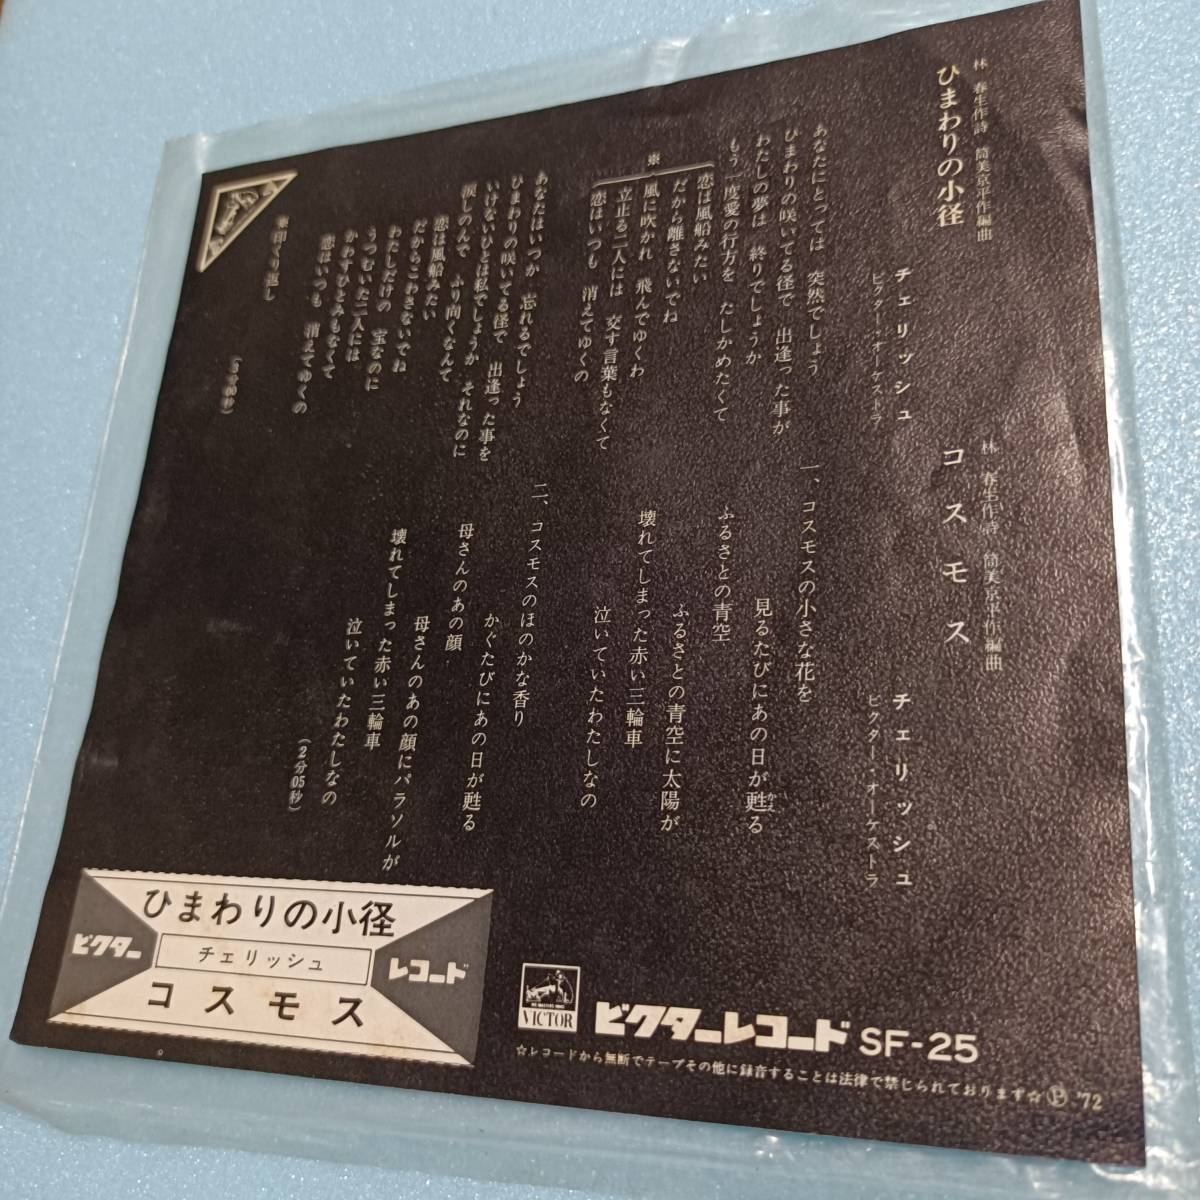 林 春生作詩 筒美京平作編曲
ひまわりの小径
チェリッシュ
ビクター・オーケストラ
あなたにとっては 突然でしょう
ひまわりの咲いてる径で 出逢った事が
わたしの夢は 終りでしょうか
もう一度愛の行方を たしかめたくて
恋は風船みたい
だから離さないでね
風に吹かれ 飛んでゆくわ
立正る二人には 交す言葉もなくて
恋はいつも 消えてゆくの
あなたはいつか 忘れるでしょう
ひまわりの咲いてる径で 出逢った事を
いけないひとは私でしょうか それなのに
涙しのんで ふり向くなんて
恋は風船みたい
だからこわさないでね
わたしだけの 宝なのに
うつむいた二人には
かわすひとみもなくて
恋はいつも 消えてゆくの
※印くり返し
(3分00秒)
林 春生作詩 筒美京平作編曲
コスモス
チェリッシュ
ビクター・オーケストラ
一、コスモスの小さな花を
見るたびにあの日が甦る
かえ
ふるさとの青空
ふるさとの青空に太陽が
壊れてしまった赤い三輪車
泣いていたわたしなの
二、コスモスのほのかな香り
かぐたびにあの日が甦る
母さんのあの顔
母さんのあの顔にパラソルが
壊れてしまった赤い三輪車
泣いていたわたしなの
(2分05秒)
ひまわりの小径
ビクター チェリッシュ レコード
コスモス
HIS MASTERS VOICE
VICTOR ビクターレコード SF-25
☆レコードから無断でテープその他に録音することは法律で禁じられております☆Ⓟ '72